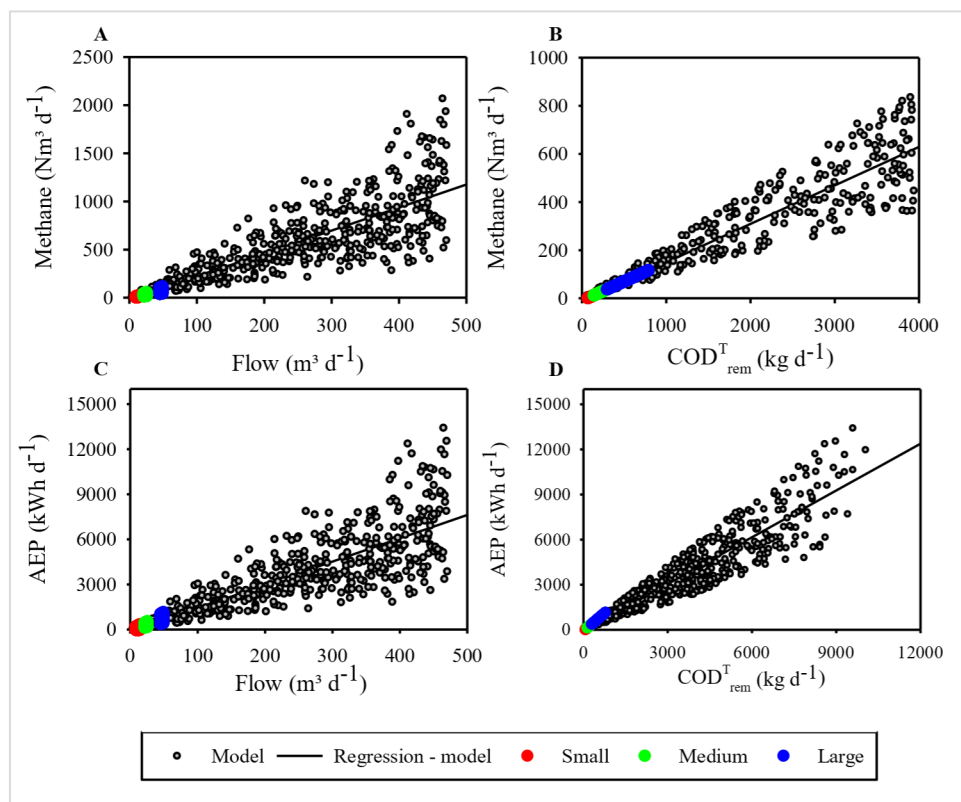 A
Methane (Nm³ d⁻¹)
2500
2000
1500
1000
500
0
0 100 200 300 400 500
Flow (m³ d⁻¹)
B
Methane (Nm³ d⁻¹)
1000
800
600
400
200
0
0 1000 2000 3000 4000
CODᵀrem (kg d⁻¹)
C
AEP (kWh d⁻¹)
15000
12000
9000
6000
3000
0
0 100 200 300 400 500
Flow (m³ d⁻¹)
D
AEP (kWh d⁻¹)
15000
12000
9000
6000
3000
0
0 3000 6000 9000 12000
CODᵀrem (kg d⁻¹)
Model Regression - model Small Medium Large